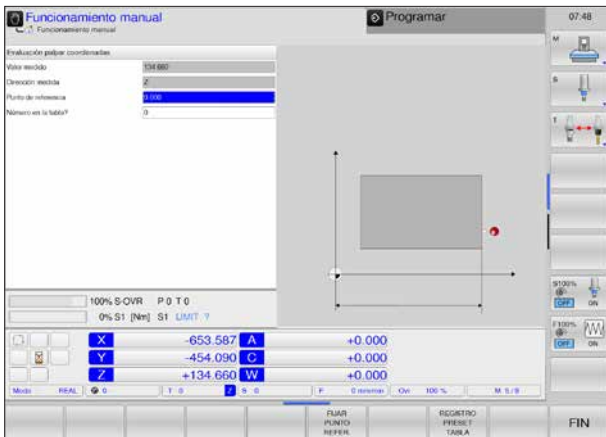 Funcionamiento manual
Funcionamiento manual
Programar
07:48
Evaluación palpar coordenadas
Valor medido 134.660
Dirección medida Z
Punto de referencia 0.000
Número en la tabla? 0
M
S
T
100% S-OVR P0 T0
0% S1 [Nm] S1 LIMIT ?
X -653.587 A +0.000
Y -454.090 C +0.000
Z +134.660 W +0.000
Modo REAL 0 T 0 Z S 0 F 0 mm/min Ovr 100 % M 5/9
S100%
OFF ON
F100%
OFF ON
FIJAR PUNTO REFER.
REGISTRO PRESET TABLA
FIN